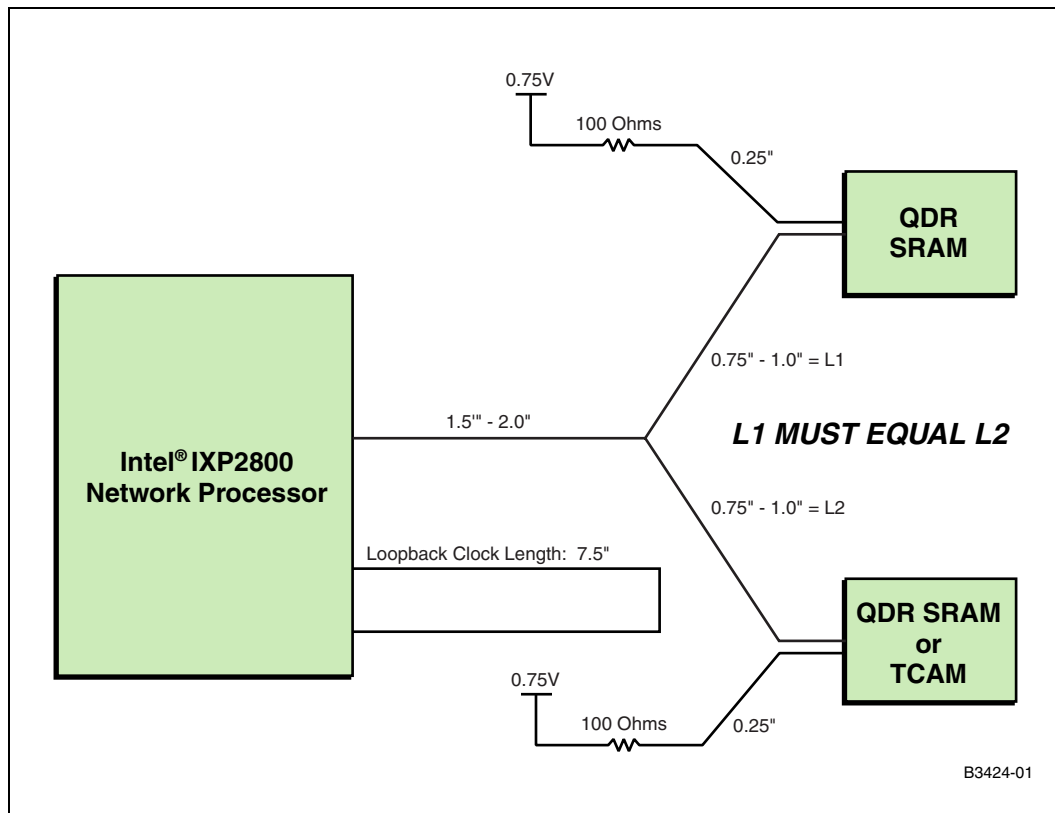 0.75V
100 Ohms
0.25"
QDR
SRAM
0.75" - 1.0" = L1
1.5'" - 2.0"
L1 MUST EQUAL L2
Intel® IXP2800
Network Processor
0.75" - 1.0" = L2
Loopback Clock Length: 7.5"
QDR SRAM
or
TCAM
0.75V
100 Ohms
0.25"
B3424-01